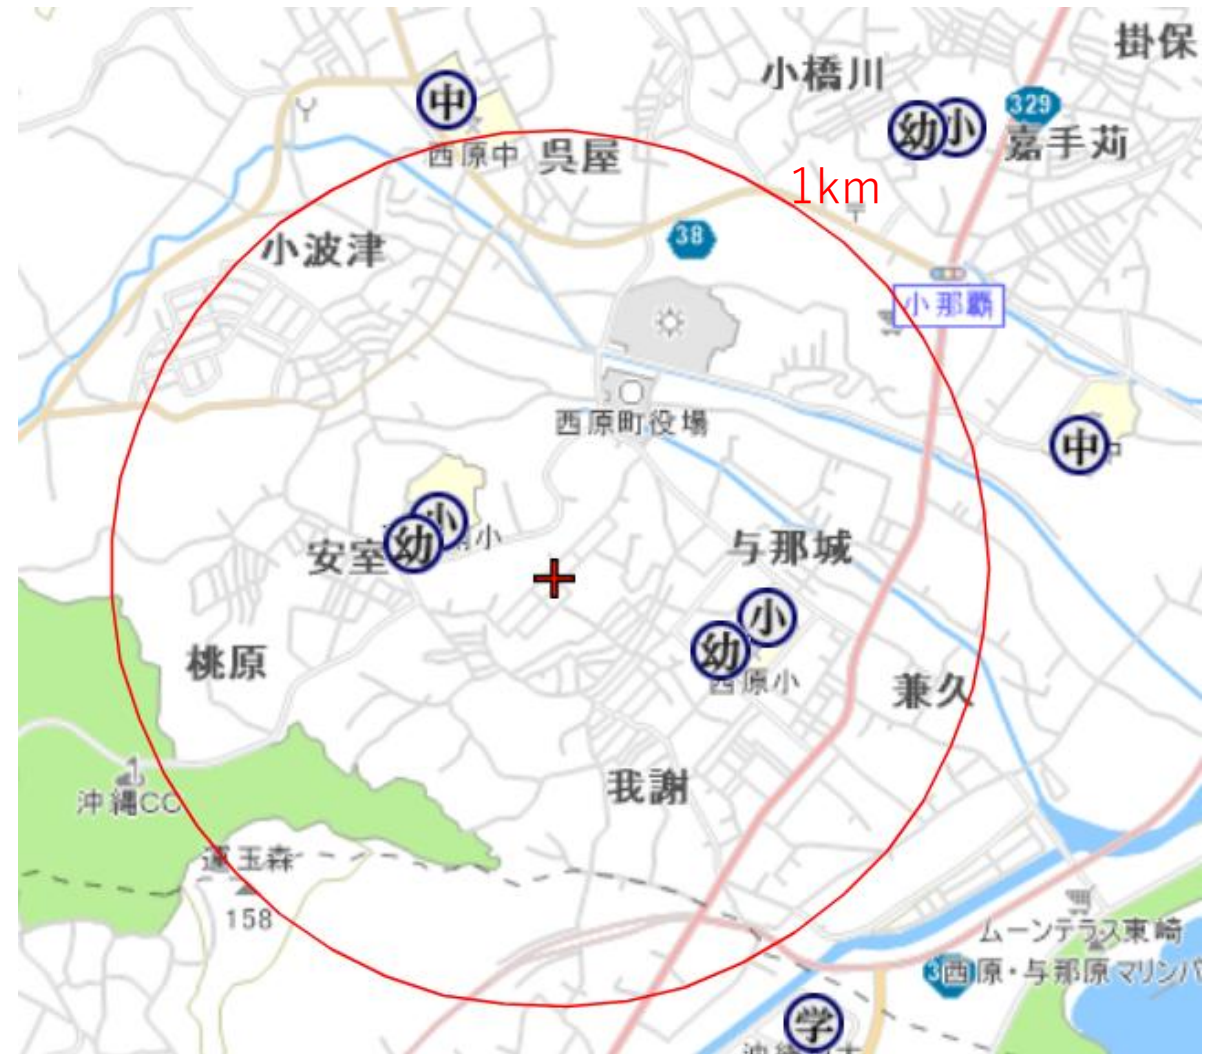 掛保
小橋川
中
幼
小
329
嘉手苅
西原中
呉屋
1km
38
小波津
小那覇
西原町役場
中
小
幼
小
安室
与那城
小
幼
西原小
桃原
兼久
我謝
沖縄CC
運玉森
158
ムーンテラス東崎
西原・与那原マリンパ
学